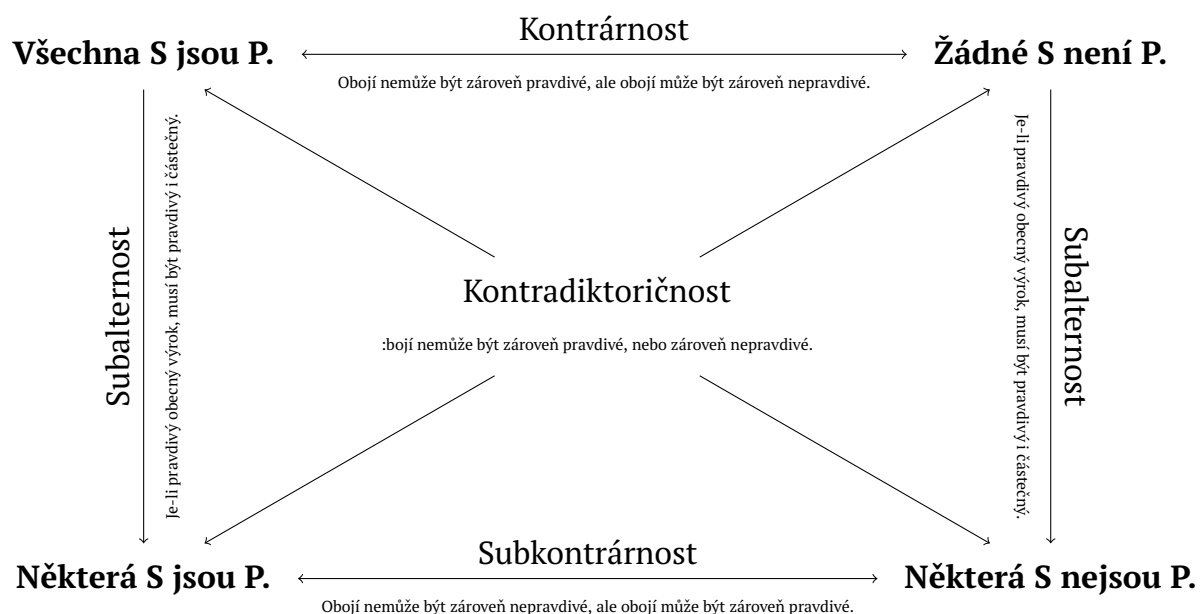 Kontrárnost
Všechna S jsou P.
Žádné S není P.
Obojí nemůže být zároveň pravdivé, ale obojí může být zároveň nepravdivé.
Subalternost
Je-li pravdivý obecný výrok, musí být pravdivý i částečný.
Kontradiktoričnost
:bojí nemůže být zároveň pravdivé, nebo zároveň nepravdivé.
Je-li pravdivý obecný výrok, musí být pravdivý i částečný.
Subalternost
Subkontrárnost
Některá S jsou P.
Některá S nejsou P.
Obojí nemůže být zároveň nepravdivé, ale obojí může být zároveň pravdivé.